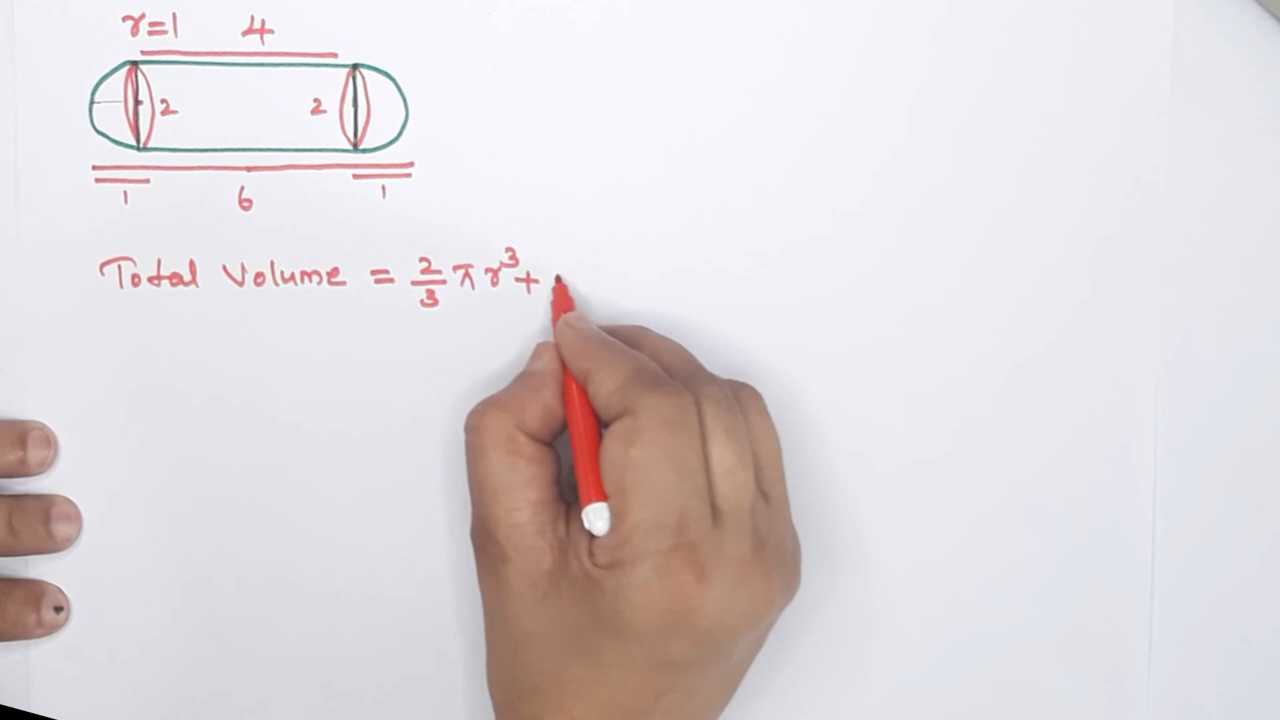 r=1 4
2 2
1 6 1
Total Volume = 2/3 πr³+